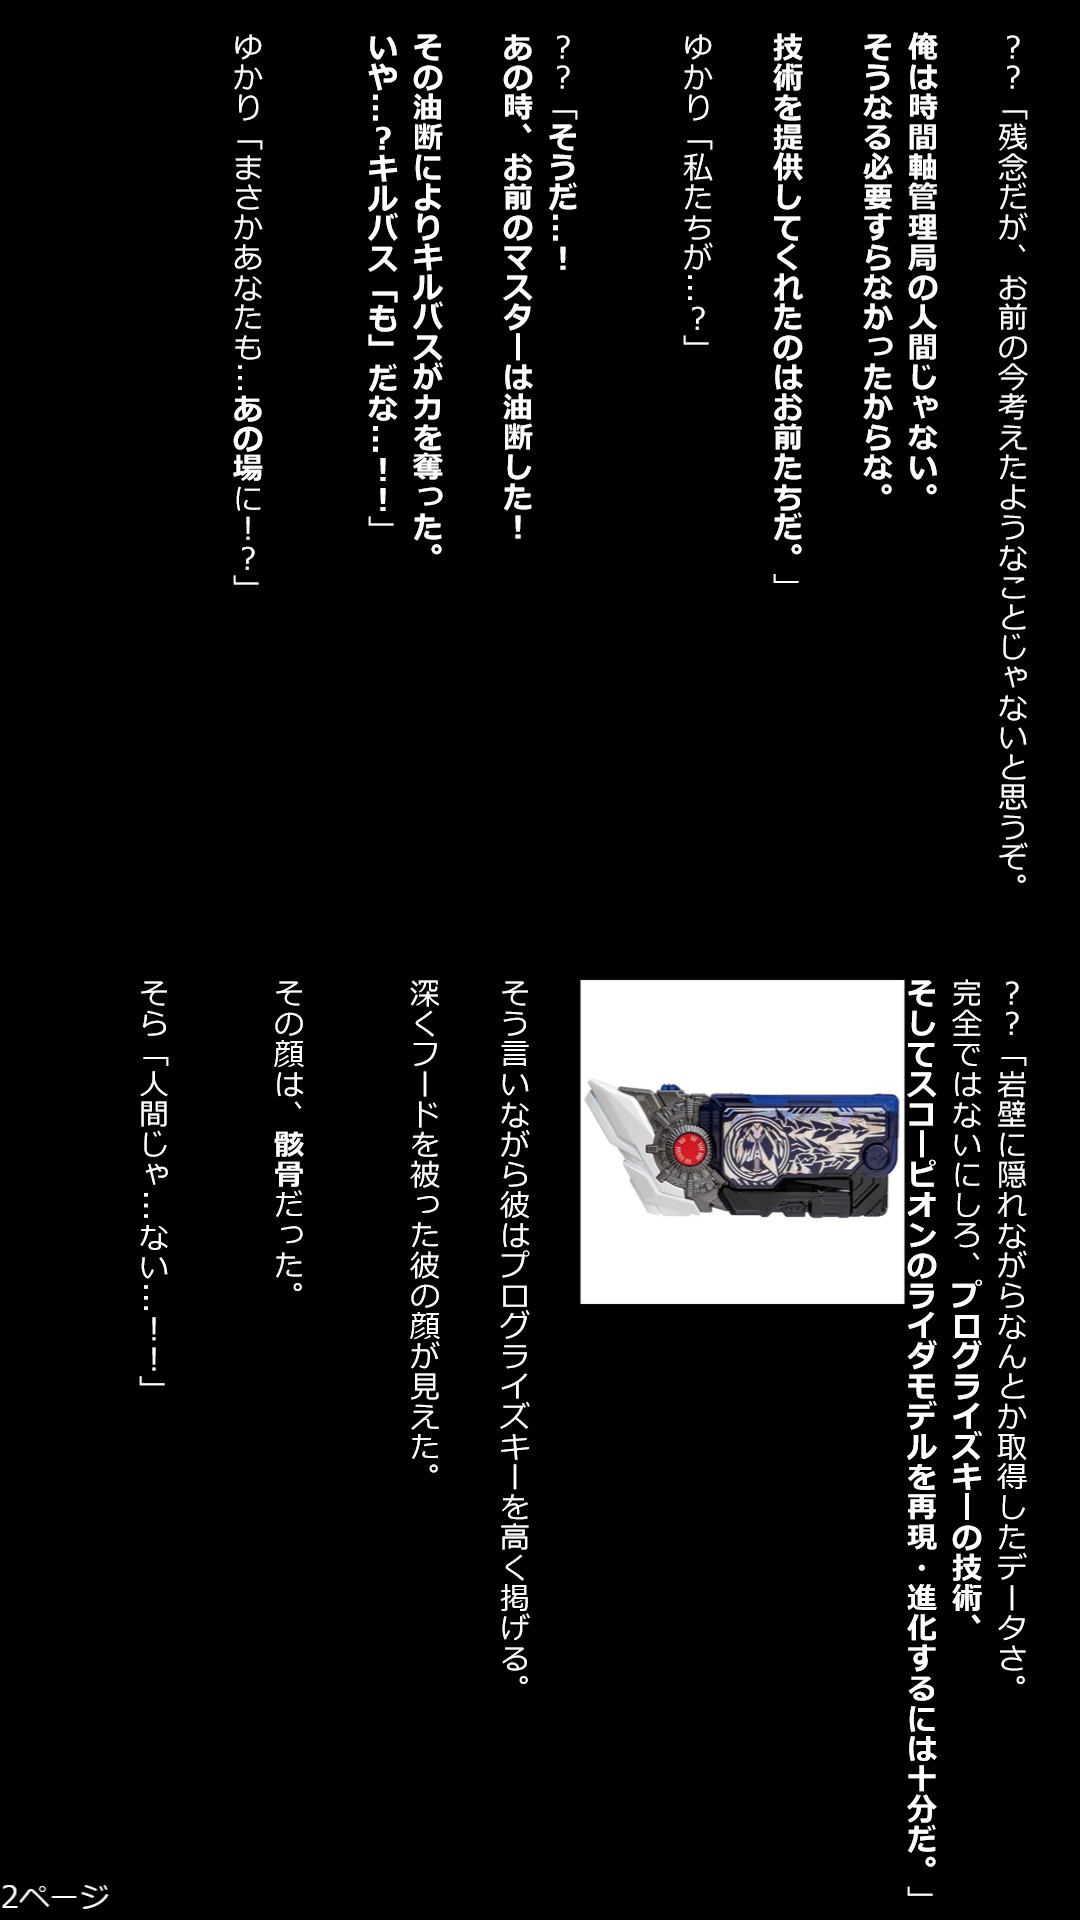 ??「残念だが、お前の今考えたようなことじゃないと思うぞ。
俺は時間軸管理局の人間じゃない。
そうなる必要すらなかったからな。
技術を提供してくれたのはお前たちだ。」
ゆかり「私たちが…?」
??「そうだ…!
あの時、お前のマスターは油断した!
その油断によりキルバスが力を奪った。
いや…?キルバス「も」だな…!!」
ゆかり「まさかあなたも…あの場に!?」
??「岩壁に隠れながらなんとか取得したデータさ。
完全ではないにしろ、プログライズキーの技術、
そしてスコーピオンのライダモデルを再現・進化するには十分だ。」
そう言いながら彼はプログライズキーを高く掲げる。
深くフードを被った彼の顔が見えた。
その顔は、骸骨だった。
そら「人間じゃ…ない…!!」
2ページ